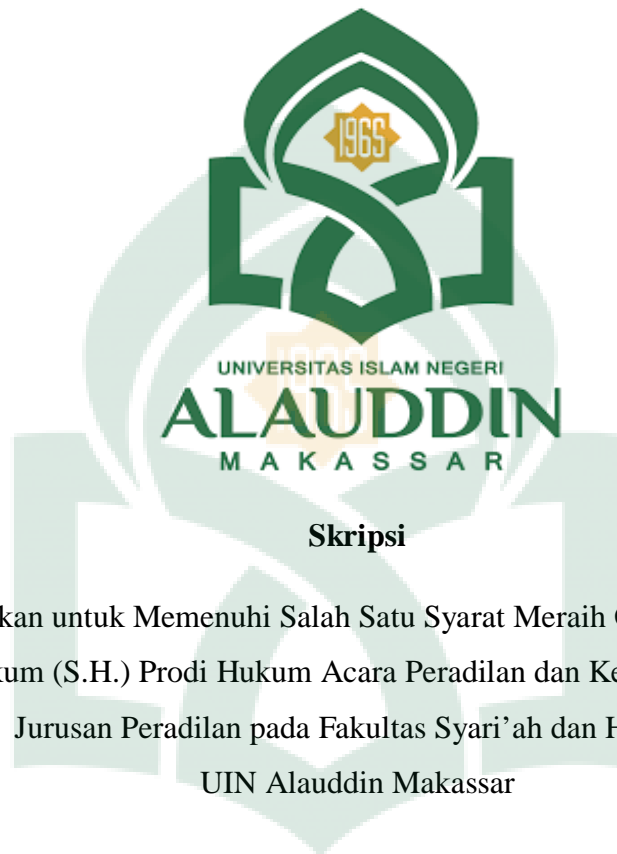 1965
UNIVERSITAS ISLAM NEGERI
ALAUDDIN
MAKASSAR
Skripsi
untuk Memenuhi Salah Satu Syarat Meraih
(S.H.) Prodi Hukum Acara Peradilan dan
Jurusan Peradilan pada Fakultas Syari’ah dan
UIN Alauddin Makassar